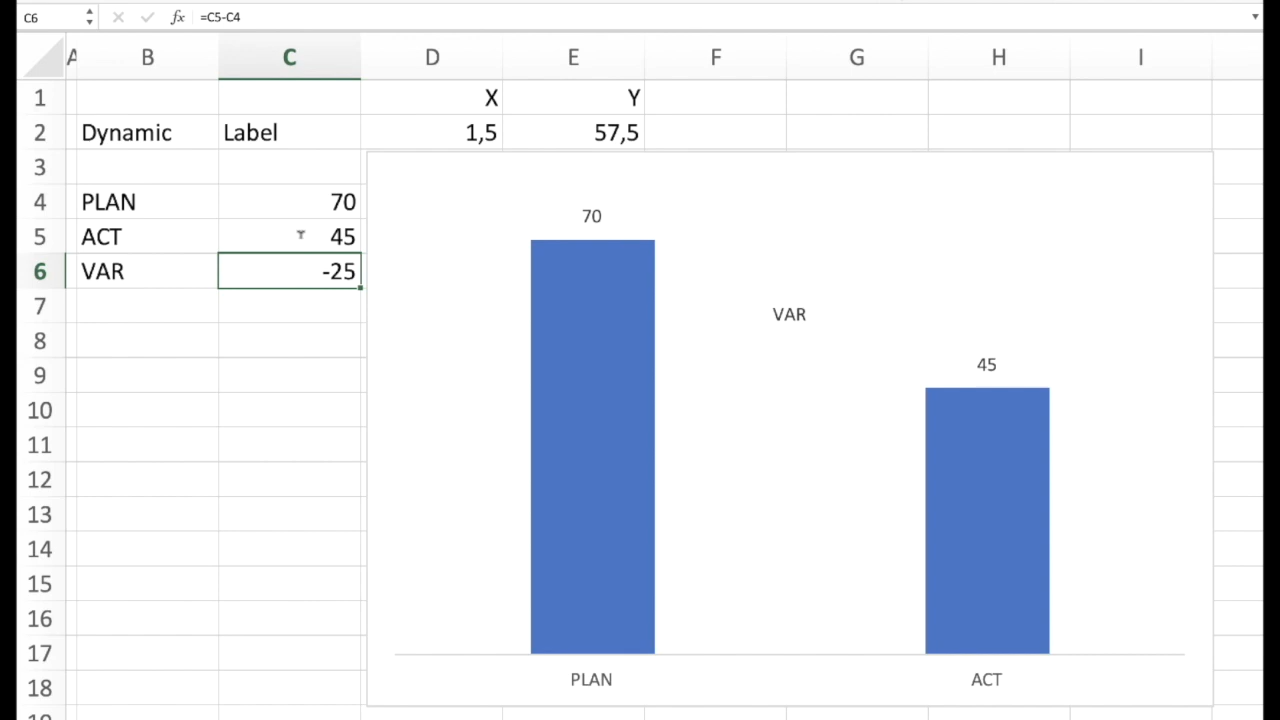 C6 fx =C5-C4
A B C D E F G H I
1 X Y
2 Dynamic Label 1,5 57,5
3
4 PLAN 70
5 ACT 45
6 VAR -25
7
8
9
10
11
12
13
14
15
16
17
18
70
VAR
45
PLAN ACT